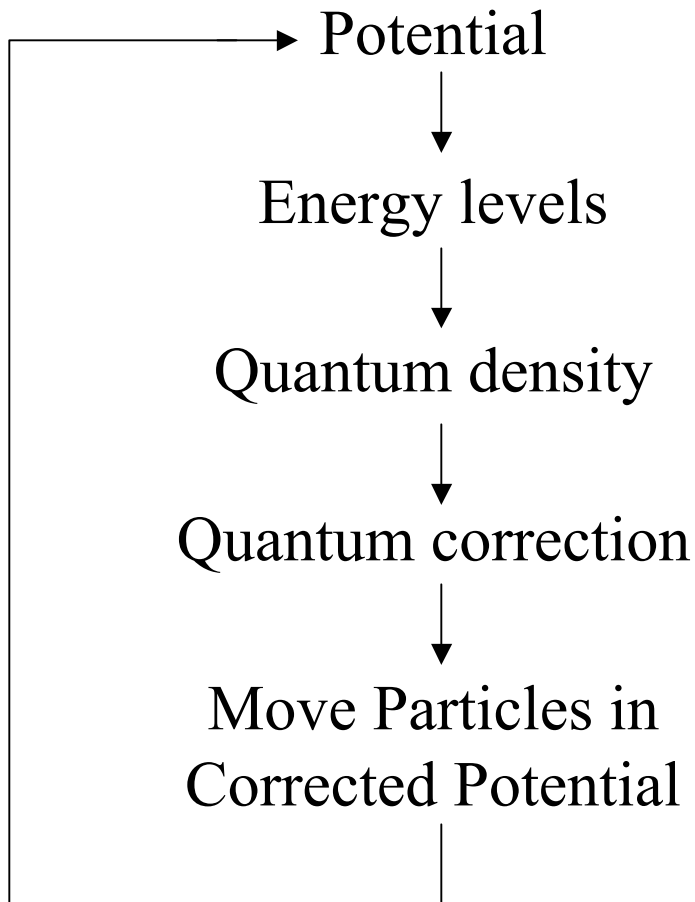 Potential
Energy levels
Quantum density
Quantum correction
Move Particles in
Corrected Potential